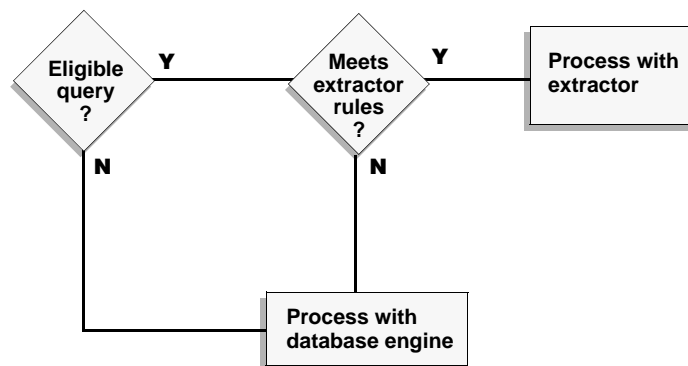 Eligible
query
?
Y
N
Meets
extractor
rules
?
Y
N
Process with
extractor
Process with
database engine